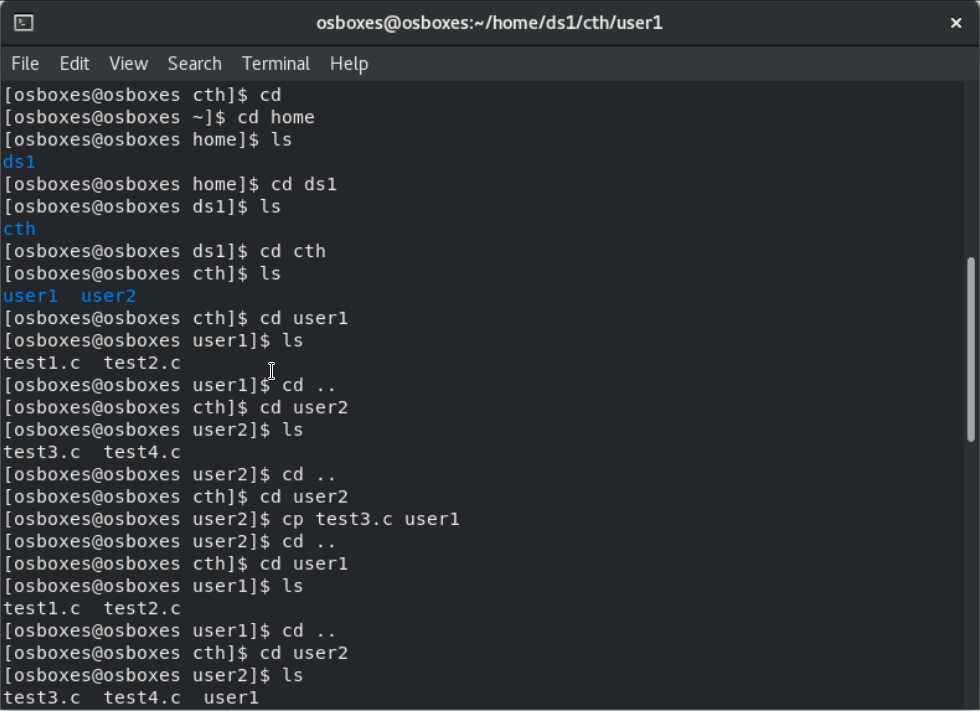 osboxes@osboxes:~/home/ds1/cth/user1
File Edit View Search Terminal Help
[osboxes@osboxes cth]$ cd
[osboxes@osboxes ~]$ cd home
[osboxes@osboxes home]$ ls
ds1
[osboxes@osboxes home]$ cd ds1
[osboxes@osboxes ds1]$ ls
cth
[osboxes@osboxes ds1]$ cd cth
[osboxes@osboxes cth]$ ls
user1  user2
[osboxes@osboxes cth]$ cd user1
[osboxes@osboxes user1]$ ls
test1.c  test2.c
[osboxes@osboxes user1]$ cd ..
[osboxes@osboxes cth]$ cd user2
[osboxes@osboxes user2]$ ls
test3.c  test4.c
[osboxes@osboxes user2]$ cd ..
[osboxes@osboxes cth]$ cd user2
[osboxes@osboxes user2]$ cp test3.c user1
[osboxes@osboxes user2]$ cd ..
[osboxes@osboxes cth]$ cd user1
[osboxes@osboxes user1]$ ls
test1.c  test2.c
[osboxes@osboxes user1]$ cd ..
[osboxes@osboxes cth]$ cd user2
[osboxes@osboxes user2]$ ls
test3.c  test4.c  user1